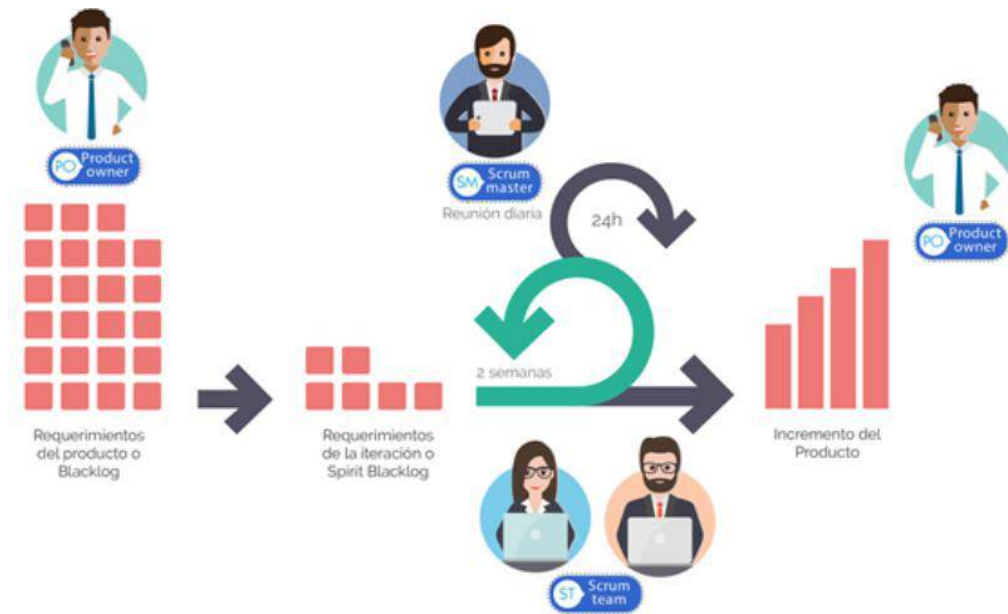 PO Product
owner
SM Scrum
master
Reunión diaria
24h
PO Product
owner
2 semanas
Requerimientos
del producto o
Blacklog
Requerimientos
de la iteración o
Spirit Blacklog
Incremento del
Producto
ST Scrum
team